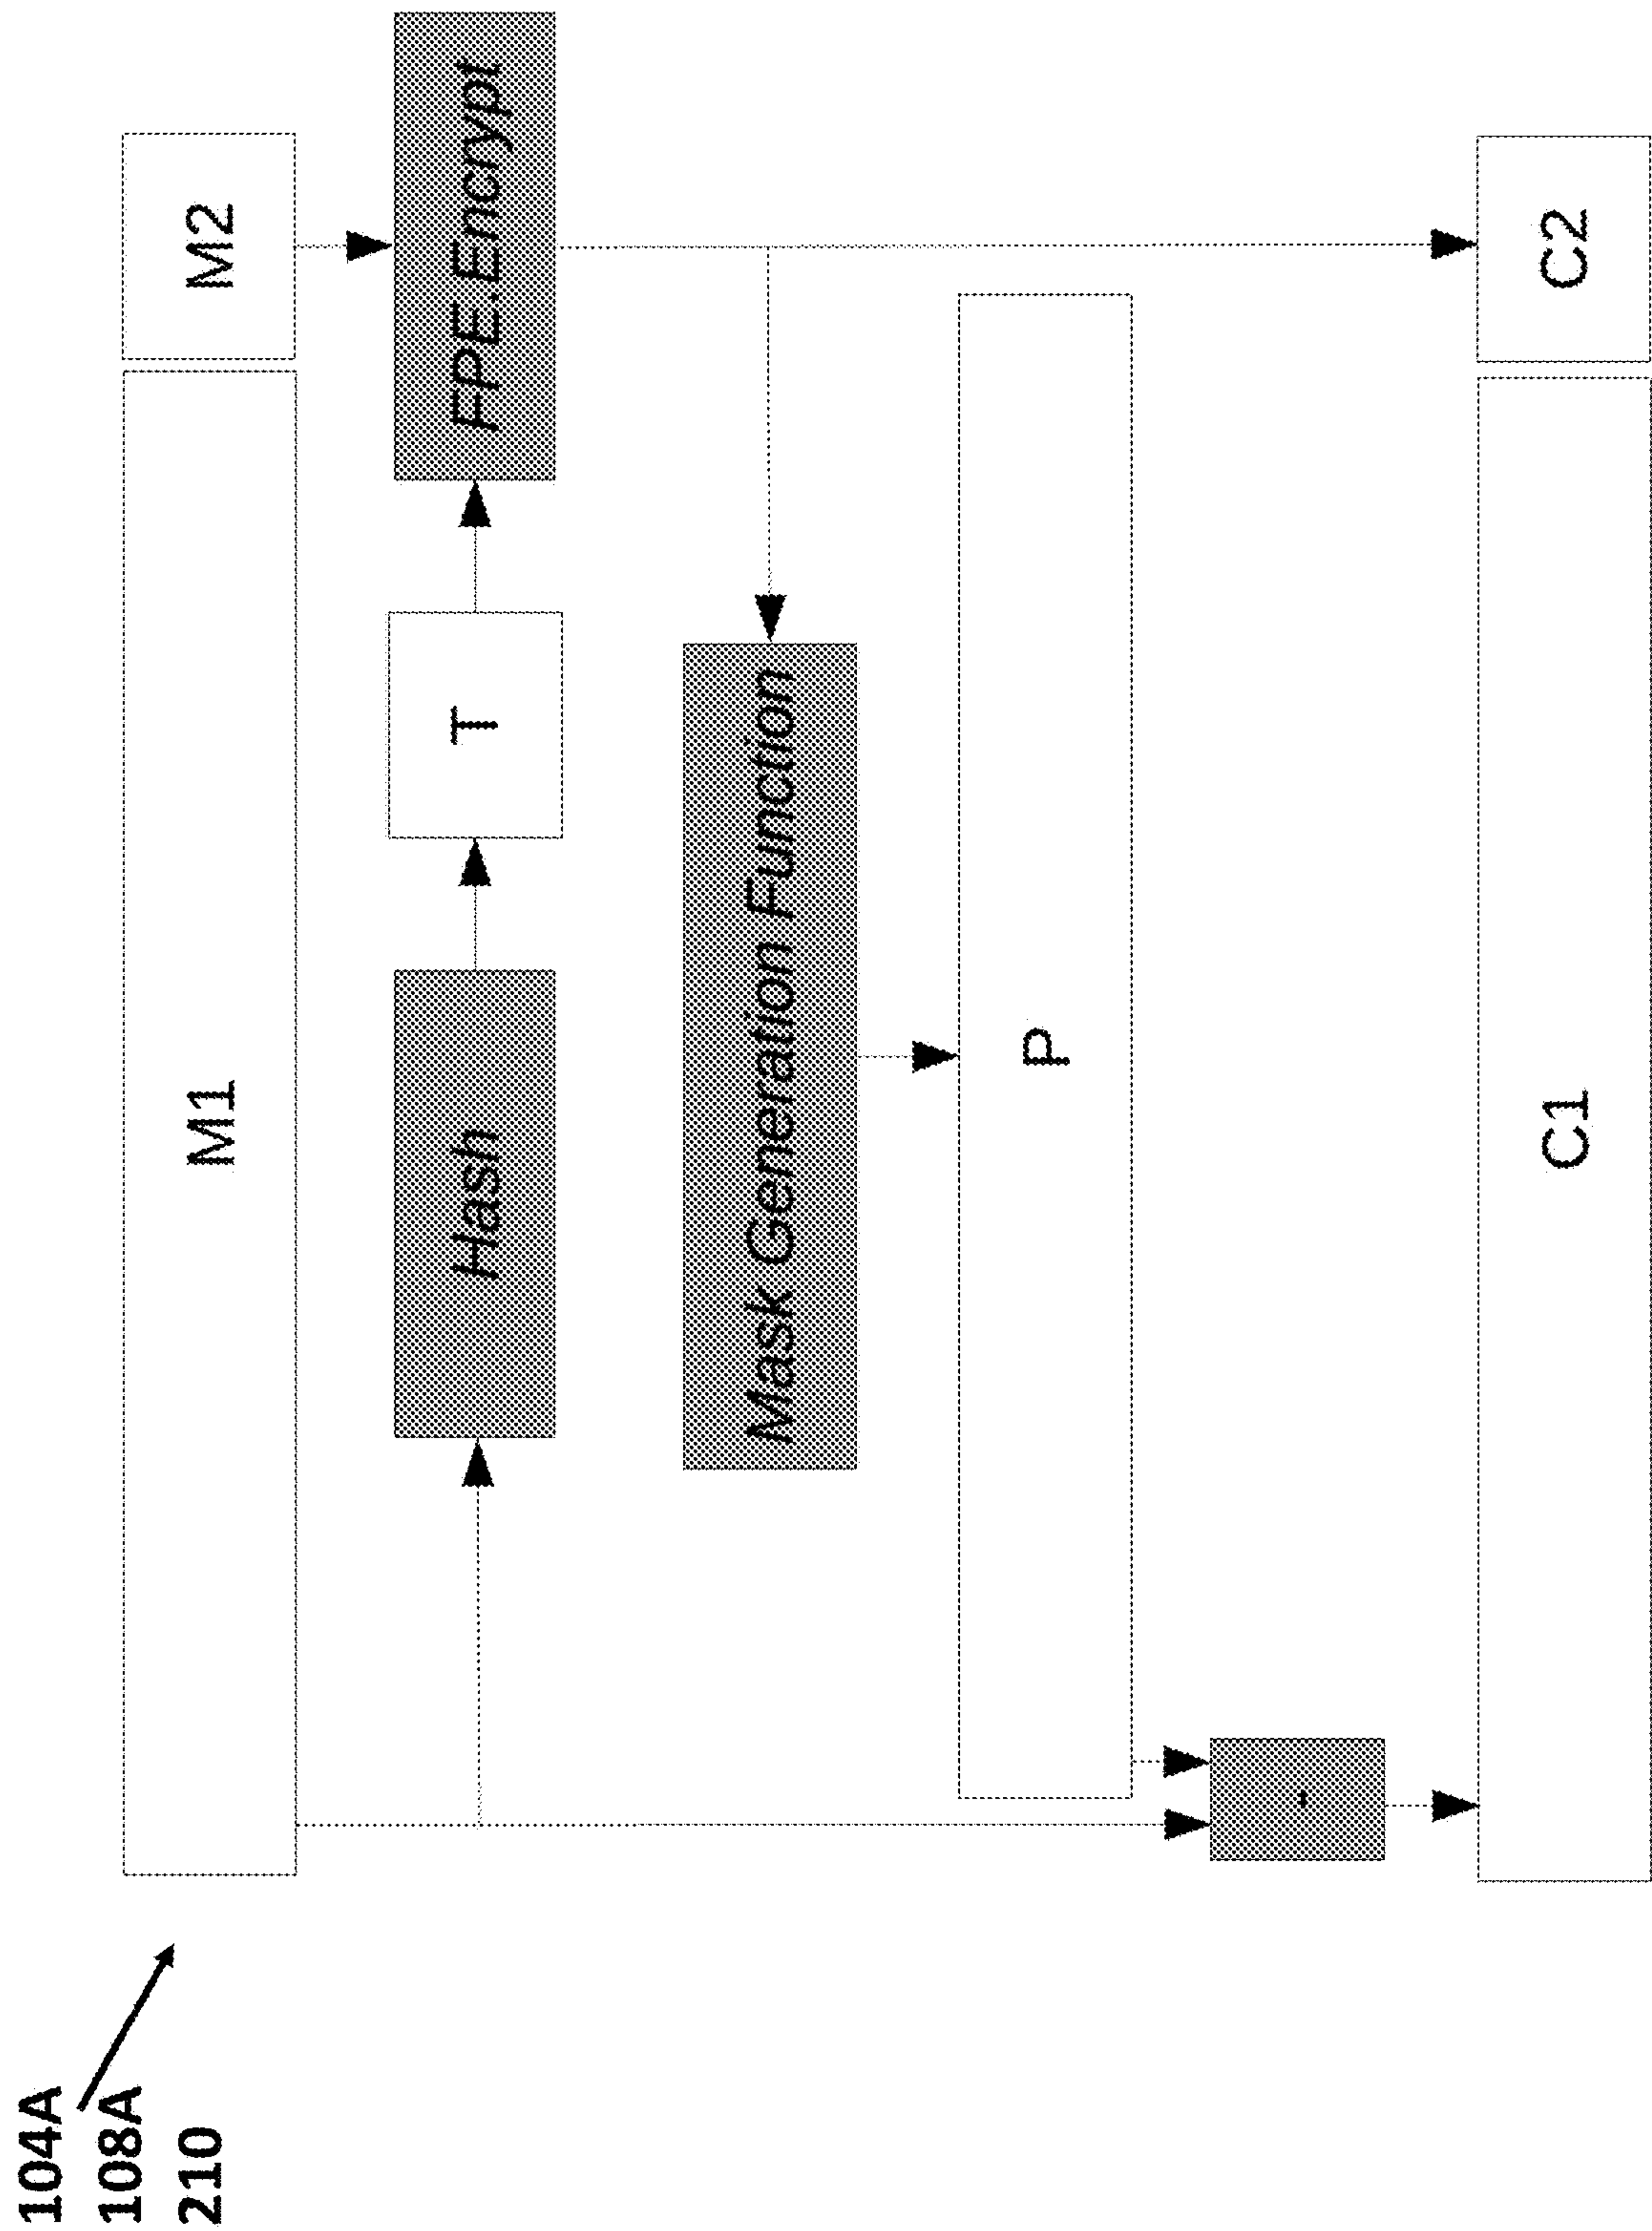 104A
108A
210
M1
M2
Hash
T
FPE.Encrypt
Mask Generation Function
P
-
C1
C2